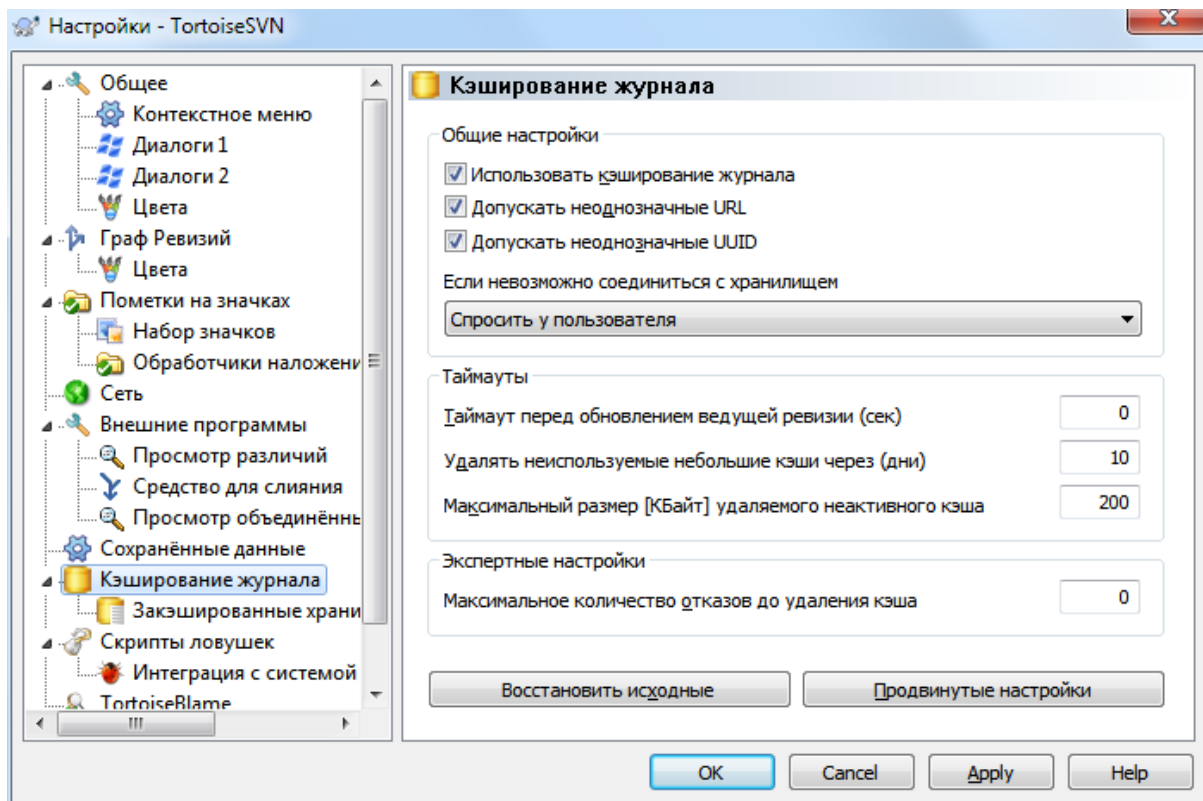 Настройки - TortoiseSVN
Общее
Контекстное меню
Диалоги 1
Диалоги 2
Цвета
Граф Ревизий
Цвета
Пометки на значках
Набор значков
Обработчики наложени
Сеть
Внешние программы
Просмотр различий
Средство для слияния
Просмотр объединённь
Сохранённые данные
Кэширование журнала
Закэшированные храни
Скрипты ловушек
Интеграция с системой
TortoiseBlame
Кэширование журнала
Общие настройки
Использовать кэширование журнала
Допускать неоднозначные URL
Допускать неоднозначные UUID
Если невозможно соединиться с хранилищем
Спросить у пользователя
Таймауты
Таймаут перед обновлением ведущей ревизии (сек) 0
Удалять неиспользуемые небольшие кэши через (дни) 10
Максимальный размер [КБайт] удаляемого неактивного кэша 200
Экспертные настройки
Максимальное количество отказов до удаления кэша 0
Восстановить исходные Продвинутые настройки
OK Cancel Apply Help